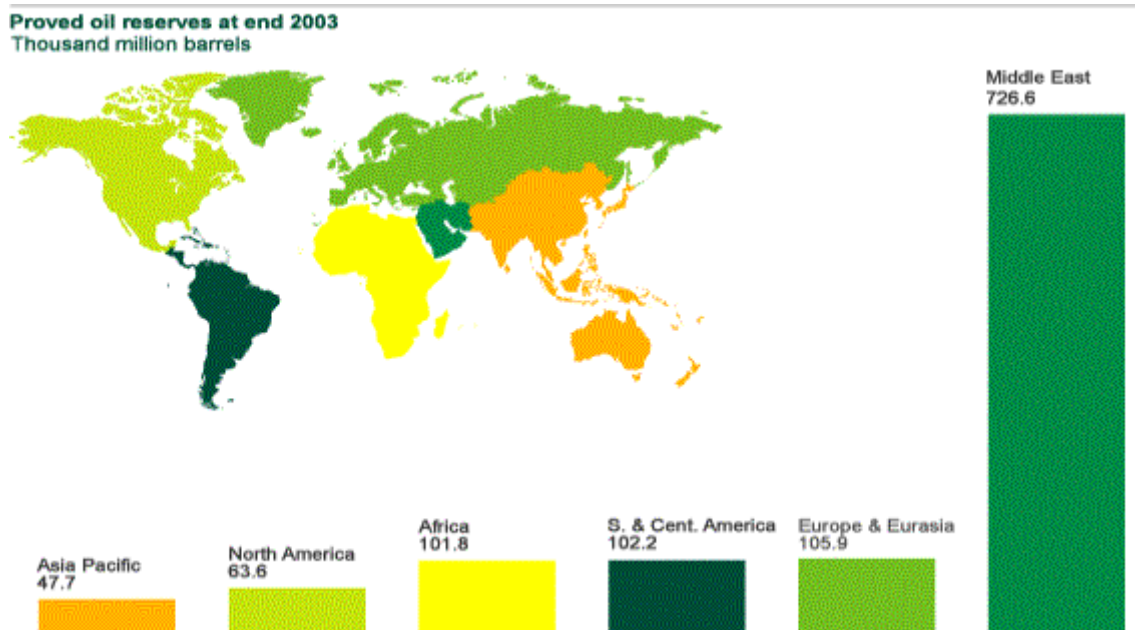 Proved oil reserves at end 2003
Thousand million barrels
Middle East
726.6
Africa
101.8
S. & Cent. America
102.2
Europe & Eurasia
105.9
North America
63.6
Asia Pacific
47.7